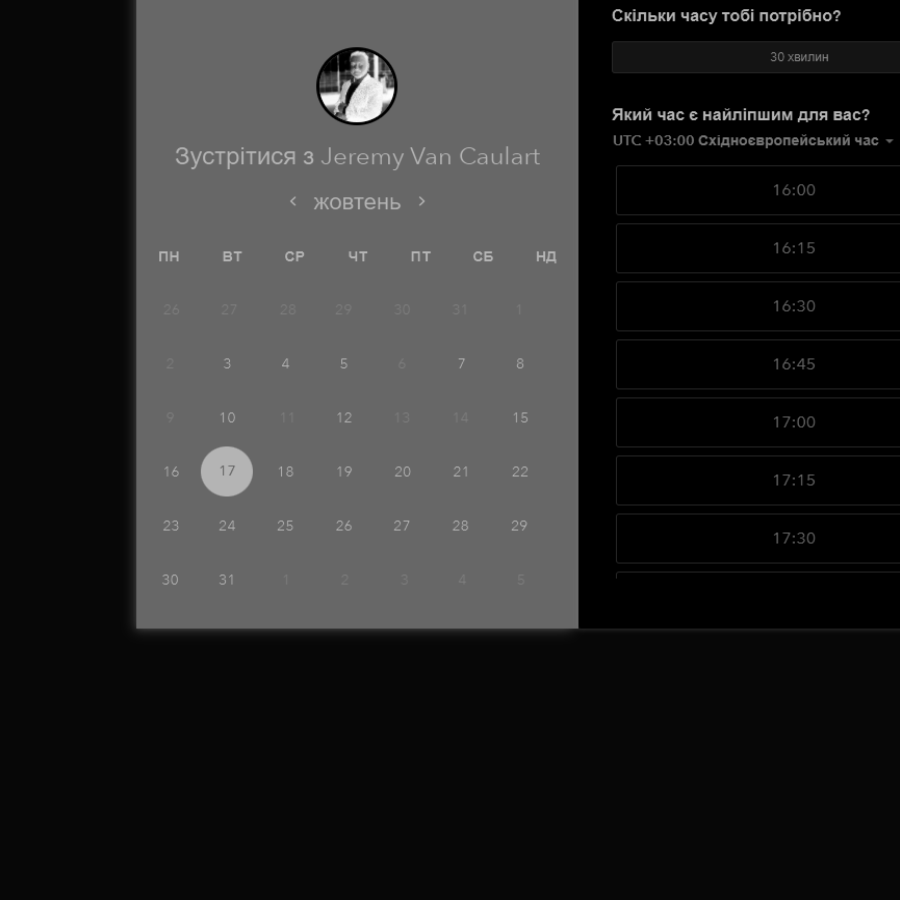 Зустрітися з Jeremy Van Caulart
жовтень
ПН ВТ СР ЧТ ПТ СБ НД
26 27 28 29 30 31 1
2 3 4 5 6 7 8
9 10 11 12 13 14 15
16 17 18 19 20 21 22
23 24 25 26 27 28 29
30 31 1 2 3 4 5
Скільки часу тобі потрібно?
30 хвилин
Який час є найліпшим для вас?
UTC +03:00 Східноєвропейський час
16:00
16:15
16:30
16:45
17:00
17:15
17:30